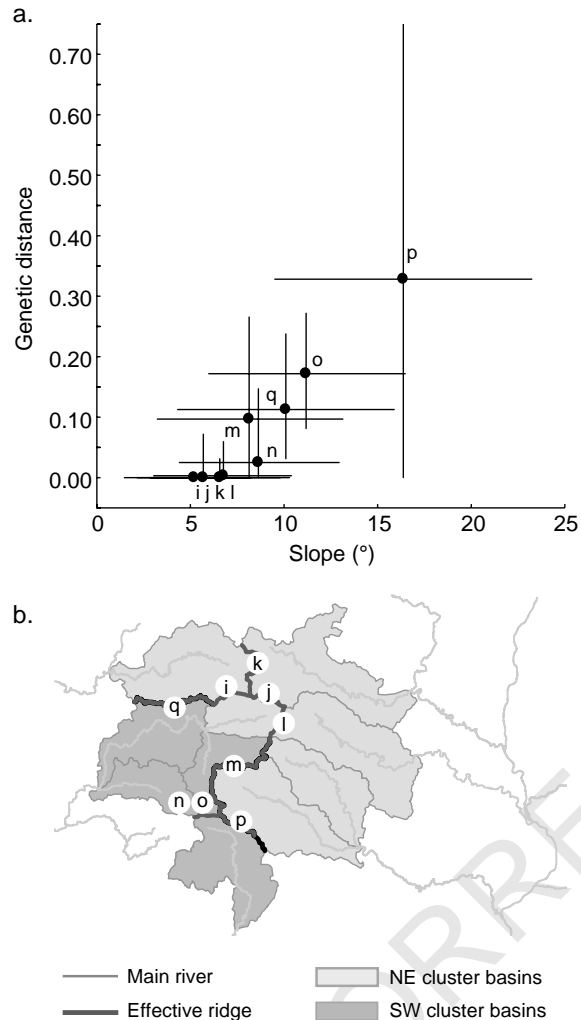 a.
0.70
0.60
0.50
0.40
0.30
0.20
0.10
0.00
Genetic distance
p
o
q
m
n
i j k l
0 5 10 15 20 25
Slope (°)
b.
k
i j
q l
m
n o
p
Main river
Effective ridge
NE cluster basins
SW cluster basins
ORRE